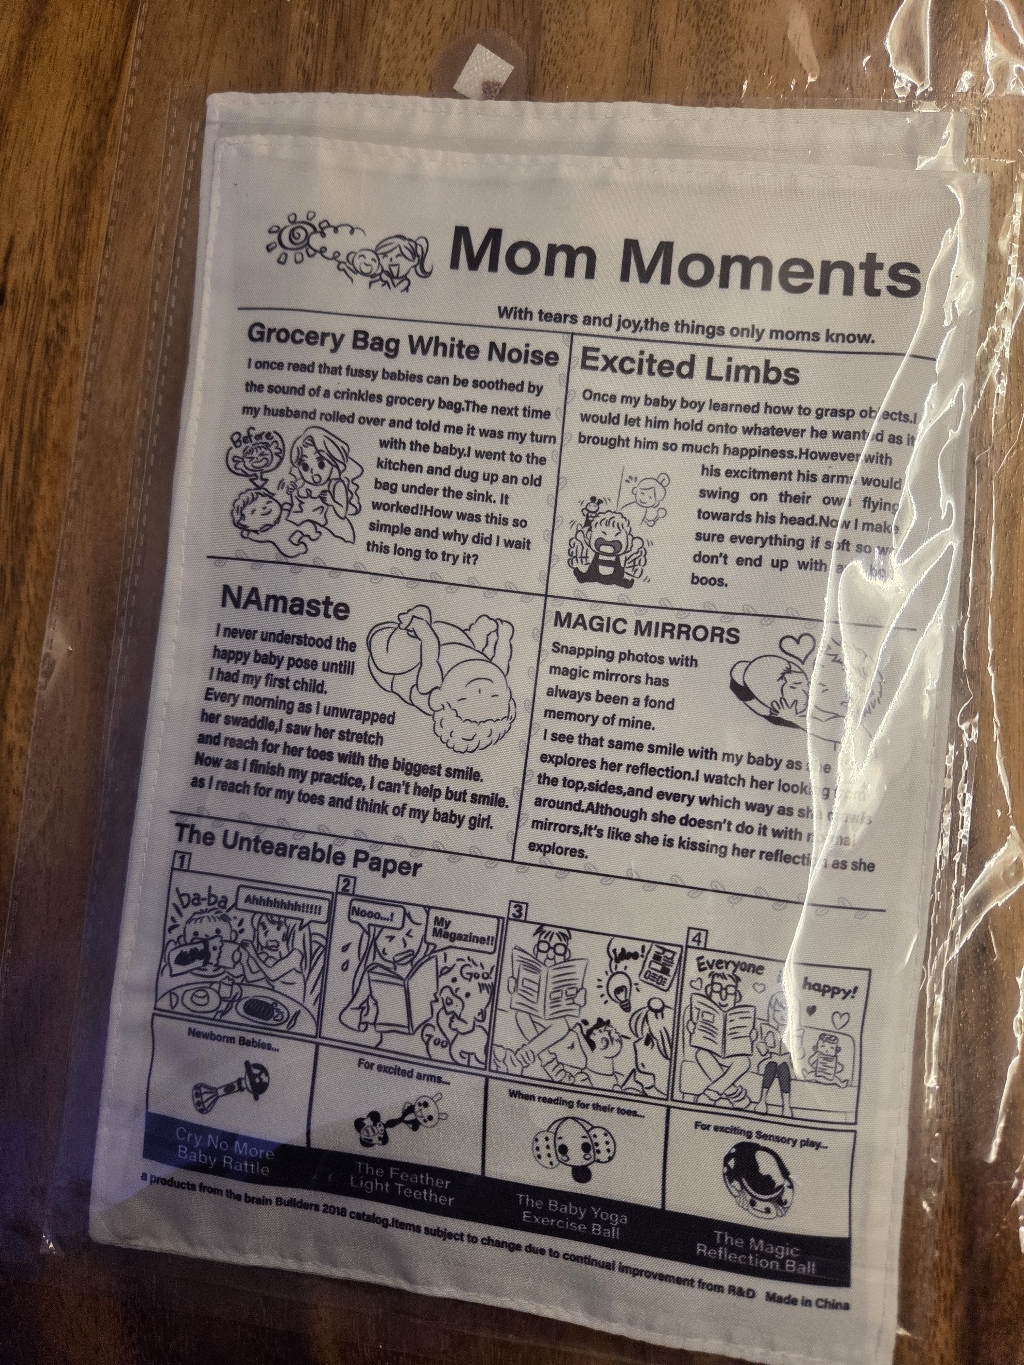 Mom Moments
With tears and joy,the things only moms know.
Grocery Bag White Noise
I once read that fussy babies can be soothed by
the sound of a crinkles grocery bag.The next time
my husband rolled over and told me it was my turn
with the baby.I went to the
kitchen and dug up an old
bag under the sink. It
worked!How was this so
simple and why did I wait
this long to try it?
Before
Excited Limbs
Once my baby boy learned how to grasp objects.I
would let him hold onto whatever he wanted as it
brought him so much happiness.However with
his excitment his arms would
swing on their own flying
towards his head.Now I make
sure everything if soft so we
don't end up with any boo
boos.
NAmaste
I never understood the
happy baby pose untill
I had my first child.
Every morning as I unwrapped
her swaddle,I saw her stretch
and reach for her toes with the biggest smile.
Now as I finish my practice, I can't help but smile.
as I reach for my toes and think of my baby girl.
MAGIC MIRRORS
Snapping photos with
magic mirrors has
always been a fond
memory of mine.
I see that same smile with my baby as she
explores her reflection.I watch her looking from
the top,sides,and every which way as she crawls
around.Although she doesn't do it with normal
mirrors,It's like she is kissing her reflection as she
explores.
The Untearable Paper
1
ba-ba
Ahhhhhhh!!!!!
2
Nooo...!
My
Magazine!!
Goo!
Goo
3
Idea!
4
Everyone happy!
Newborm Babies...
Cry No More
Baby Rattle
For excited arms...
The Feather
Light Teether
When reading for their toes...
The Baby Yoga
Exercise Ball
For exciting Sensory play...
The Magic
Reflection Ball
a products from the brain Builders 2018 catalog.Items subject to change due to continual improvement from R&D Made in China